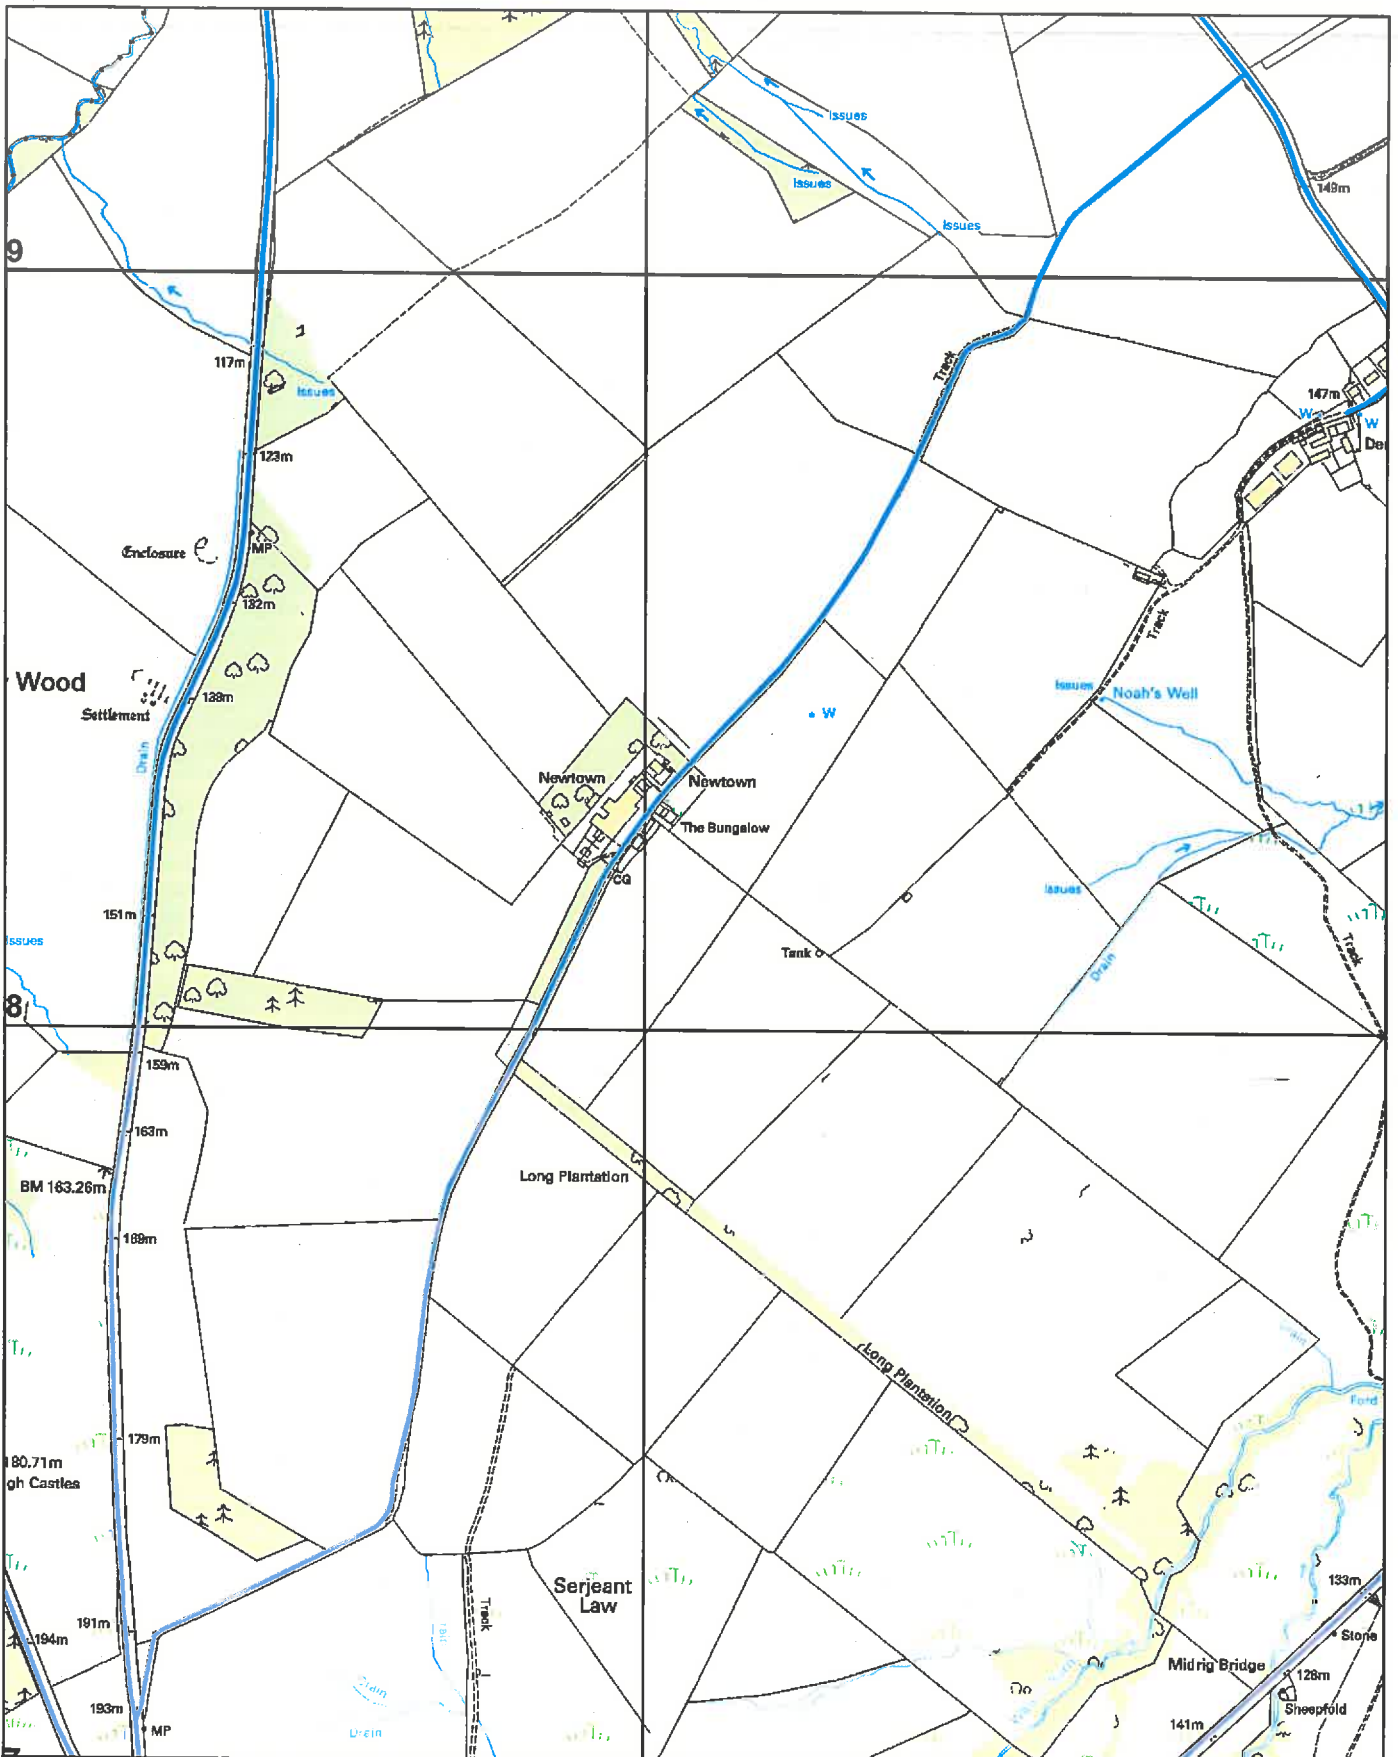 Issues
Issues
149m
Issues
9
117m
Track
Issues
147m
W
W
123m
Enclosure
MP
132m
Track
Wood
Issues
Noah's Well
138m
Settlement
W
Drain
Newtown
Newtown
The Bungalow
CG
Issues
151m
Issues
Track
Tank
Drain
8
159m
163m
Long Plantation
BM 163.26m
169m
Drain
Long Plantation
Ford
179m
180.71m
gh Castles
Serjeant
Law
133m
191m
Track
Stone
194m
Midrig Bridge
128m
Drain
Sheepfold
193m
MP
Drain
141m